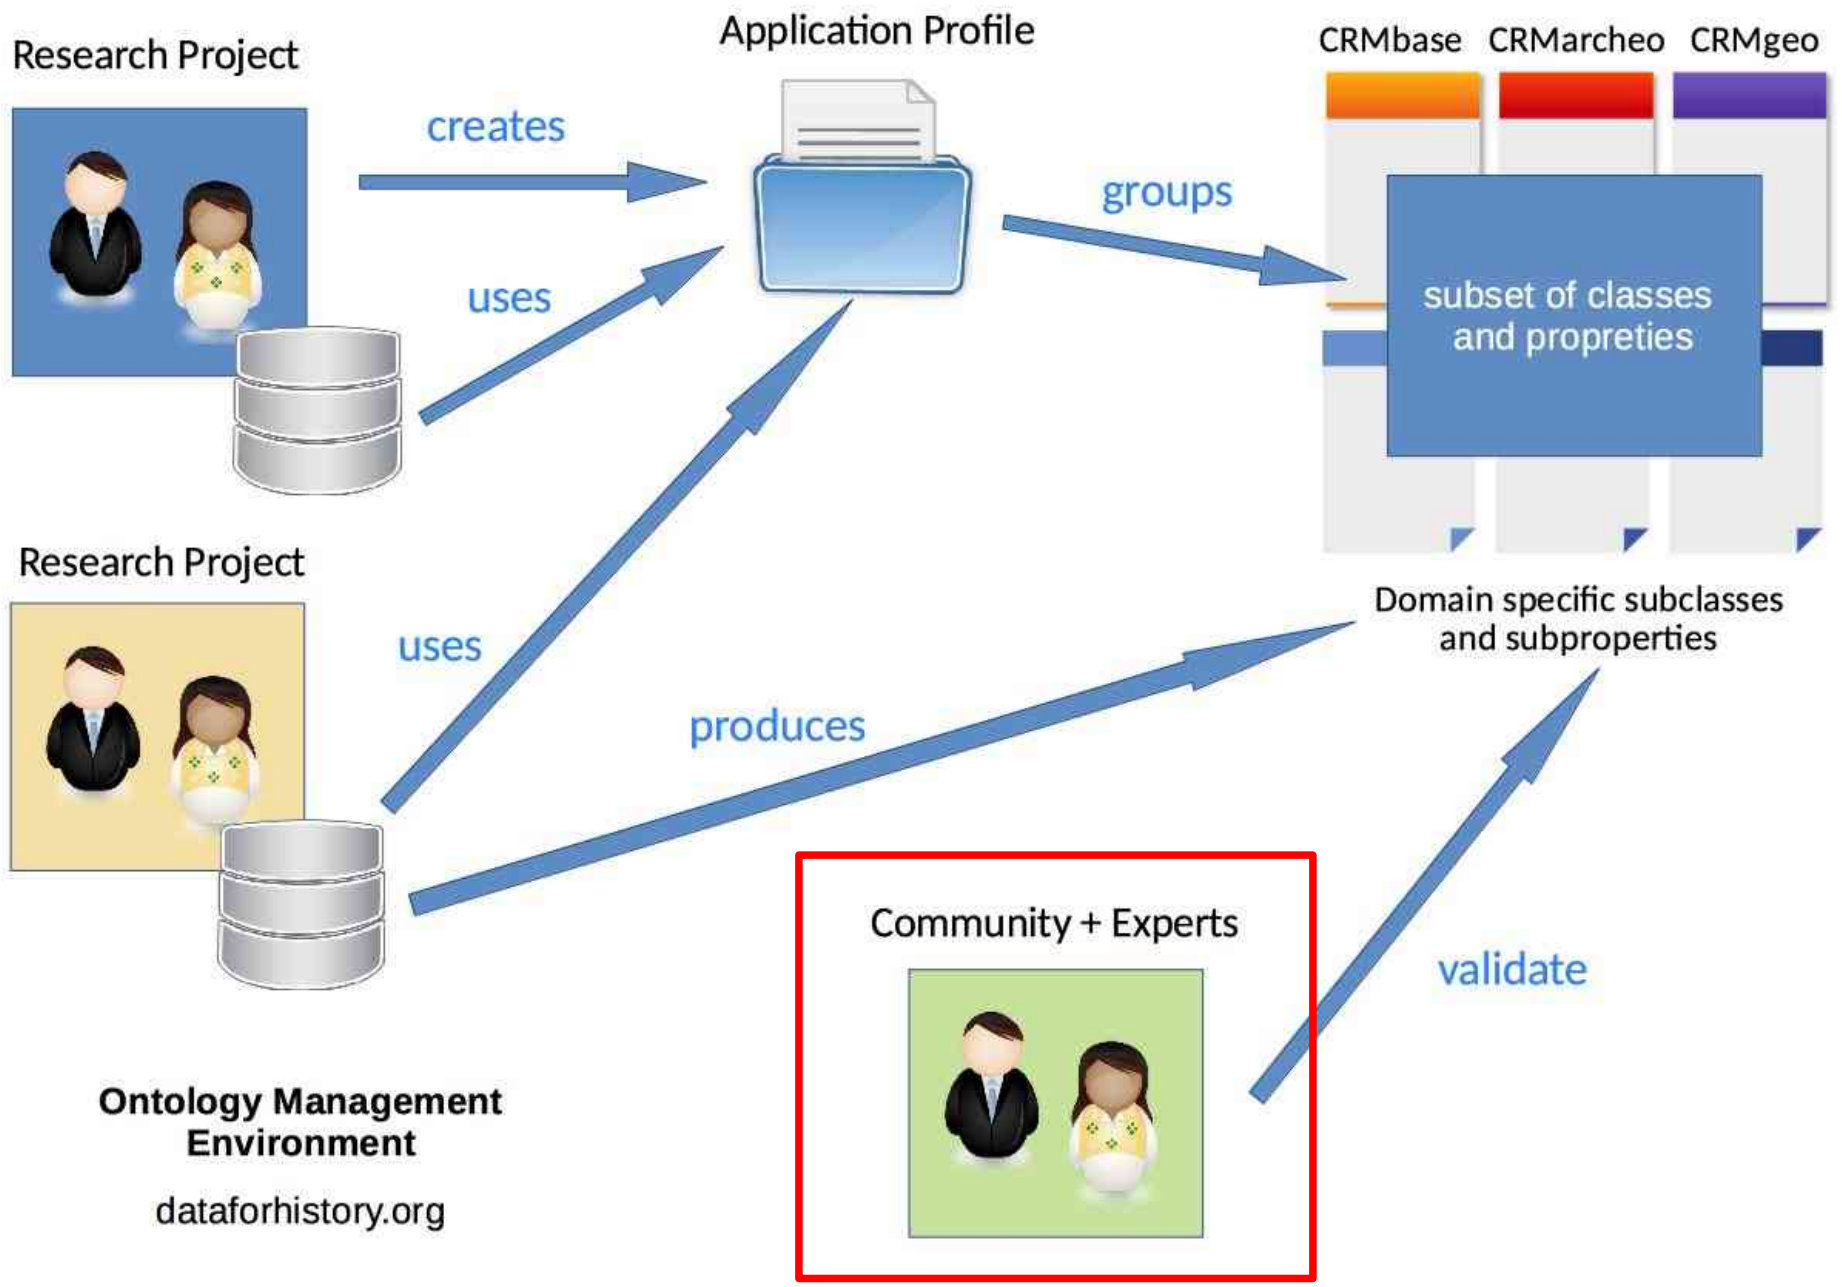 Research Project
Application Profile
CRMbase CRMarcheo CRMgeo
creates
groups
uses
subset of classes
and propreties
Research Project
Domain specific subclasses
and subproperties
uses
produces
Community + Experts
validate
Ontology Management
Environment
dataforhistory.org